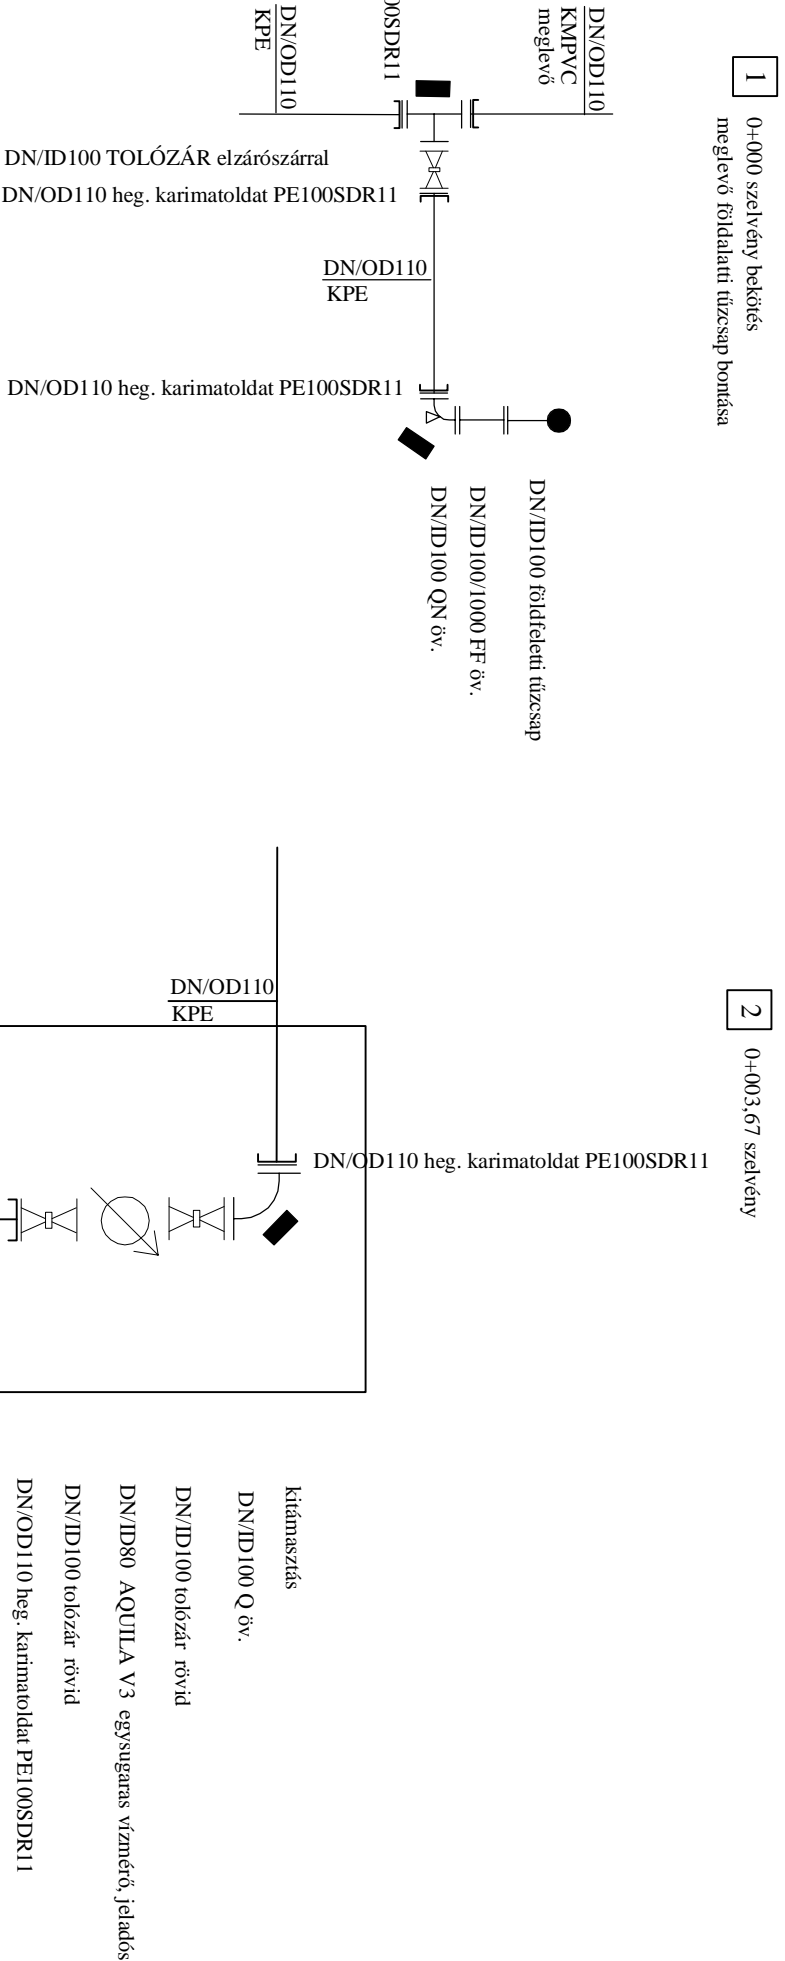 1
0+000 szelvény bekötés
meglevő földalatti tűzcsap bontása
DN/OD110
KMPVC
meglevő
00SDR11
DN/OD110
KPE
DN/ID100 TOLÓZÁR elzárószárral
DN/OD110 heg. karimatoldat PE100SDR11
DN/OD110
KPE
DN/OD110 heg. karimatoldat PE100SDR11
DN/ID100 földfeletti tűzcsap
DN/ID100/1000 FF öv.
DN/ID100 QN öv.
2
0+003,67 szelvény
DN/OD110
KPE
DN/OD110 heg. karimatoldat PE100SDR11
kitámasztás
DN/ID100 Q öv.
DN/ID100 tolózár rövid
DN/ID80 AQUILA V3 egysugaras vízmérő, jeladós
DN/ID100 tolózár rövid
DN/OD110 heg. karimatoldat PE100SDR11